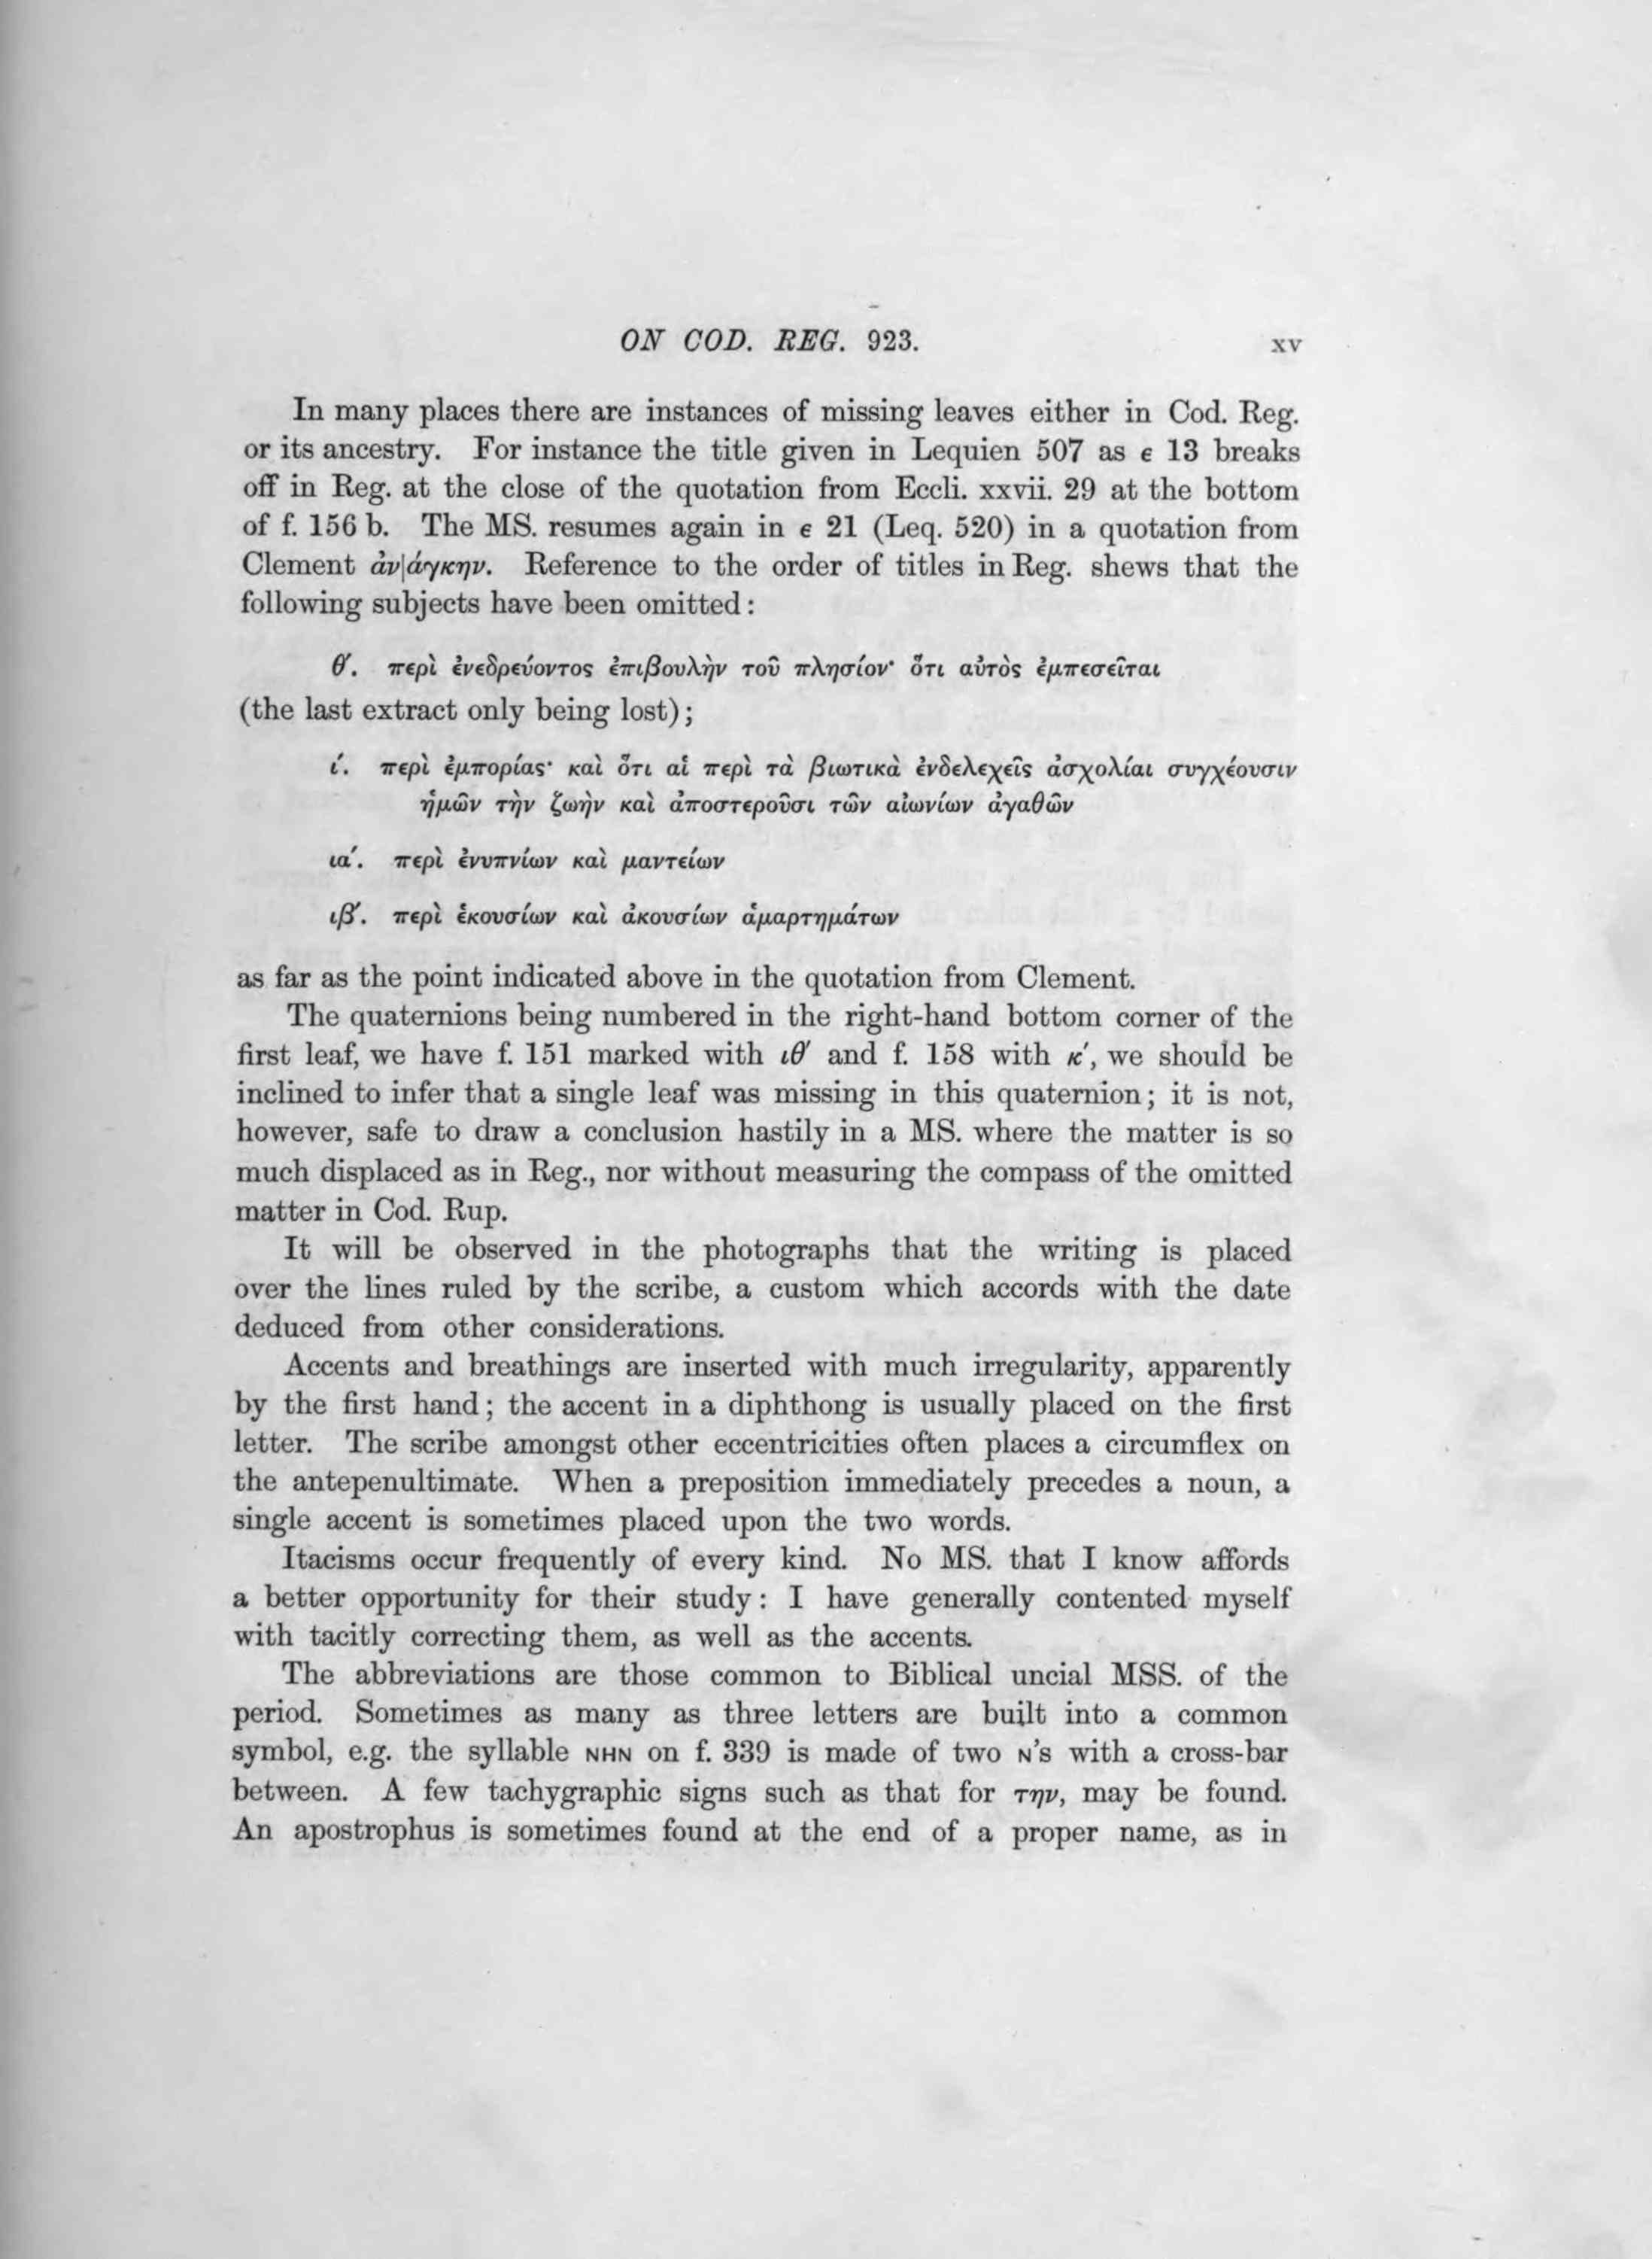 ON COD. REG. 923. xv
In many places there are instances of missing leaves either in Cod. Reg.
or its ancestry. For instance the title given in Lequien 507 as ε 13 breaks
off in Reg. at the close of the quotation from Eccli. xxvii. 29 at the bottom
of f. 156 b. The MS. resumes again in ε 21 (Leq. 520) in a quotation from
Clement ἀν|άγκην. Reference to the order of titles in Reg. shews that the
following subjects have been omitted:
θ′. περὶ ἐνεδρεύοντος ἐπιβουλὴν τοῦ πλησίον· ὅτι αὐτὸς ἐμπεσεῖται
(the last extract only being lost);
ί. περὶ ἐμπορίας· καὶ ὅτι αἱ περὶ τὰ βιωτικὰ ἐνδελεχεῖς ἀσχολίαι συγχέουσιν
ἡμῶν τὴν ζωὴν καὶ ἀποστεροῦσι τῶν αἰωνίων ἀγαθῶν
ια′. περὶ ἐνυπνίων καὶ μαντείων
ιβ′. περὶ ἑκουσίων καὶ ἀκουσίων ἁμαρτημάτων
as far as the point indicated above in the quotation from Clement.
The quaternions being numbered in the right-hand bottom corner of the
first leaf, we have f. 151 marked with ιθ′ and f. 158 with κ′, we should be
inclined to infer that a single leaf was missing in this quaternion; it is not,
however, safe to draw a conclusion hastily in a MS. where the matter is so
much displaced as in Reg., nor without measuring the compass of the omitted
matter in Cod. Rup.
It will be observed in the photographs that the writing is placed
over the lines ruled by the scribe, a custom which accords with the date
deduced from other considerations.
Accents and breathings are inserted with much irregularity, apparently
by the first hand; the accent in a diphthong is usually placed on the first
letter. The scribe amongst other eccentricities often places a circumflex on
the antepenultimate. When a preposition immediately precedes a noun, a
single accent is sometimes placed upon the two words.
Itacisms occur frequently of every kind. No MS. that I know affords
a better opportunity for their study: I have generally contented myself
with tacitly correcting them, as well as the accents.
The abbreviations are those common to Biblical uncial MSS. of the
period. Sometimes as many as three letters are built into a common
symbol, e.g. the syllable ΝΗΝ on f. 339 is made of two Ν's with a cross-bar
between. A few tachygraphic signs such as that for την, may be found.
An apostrophus is sometimes found at the end of a proper name, as in